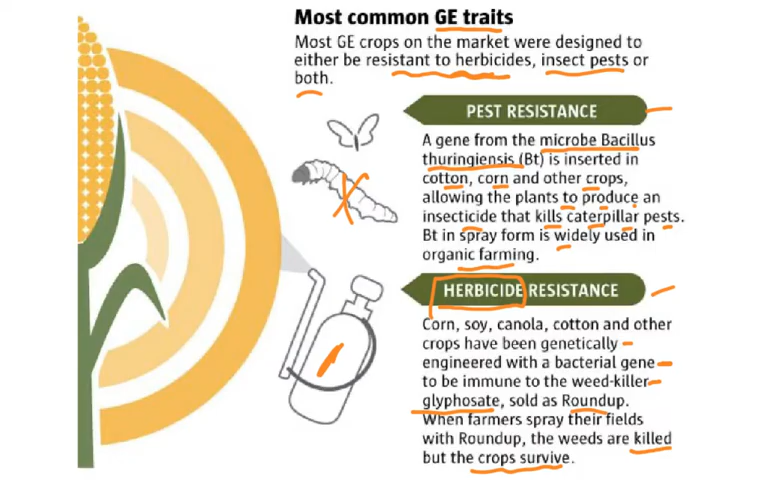 Most common GE traits
Most GE crops on the market were designed to
either be resistant to herbicides, insect pests or
both.
PEST RESISTANCE
A gene from the microbe Bacillus
thuringiensis (Bt) is inserted in
cotton, corn and other crops,
allowing the plants to produce an
insecticide that kills caterpillar pests.
Bt in spray form is widely used in
organic farming.
HERBICIDE RESISTANCE
Corn, soy, canola, cotton and other
crops have been genetically
engineered with a bacterial gene
to be immune to the weed-killer
glyphosate, sold as Roundup.
When farmers spray their fields
with Roundup, the weeds are killed
but the crops survive.